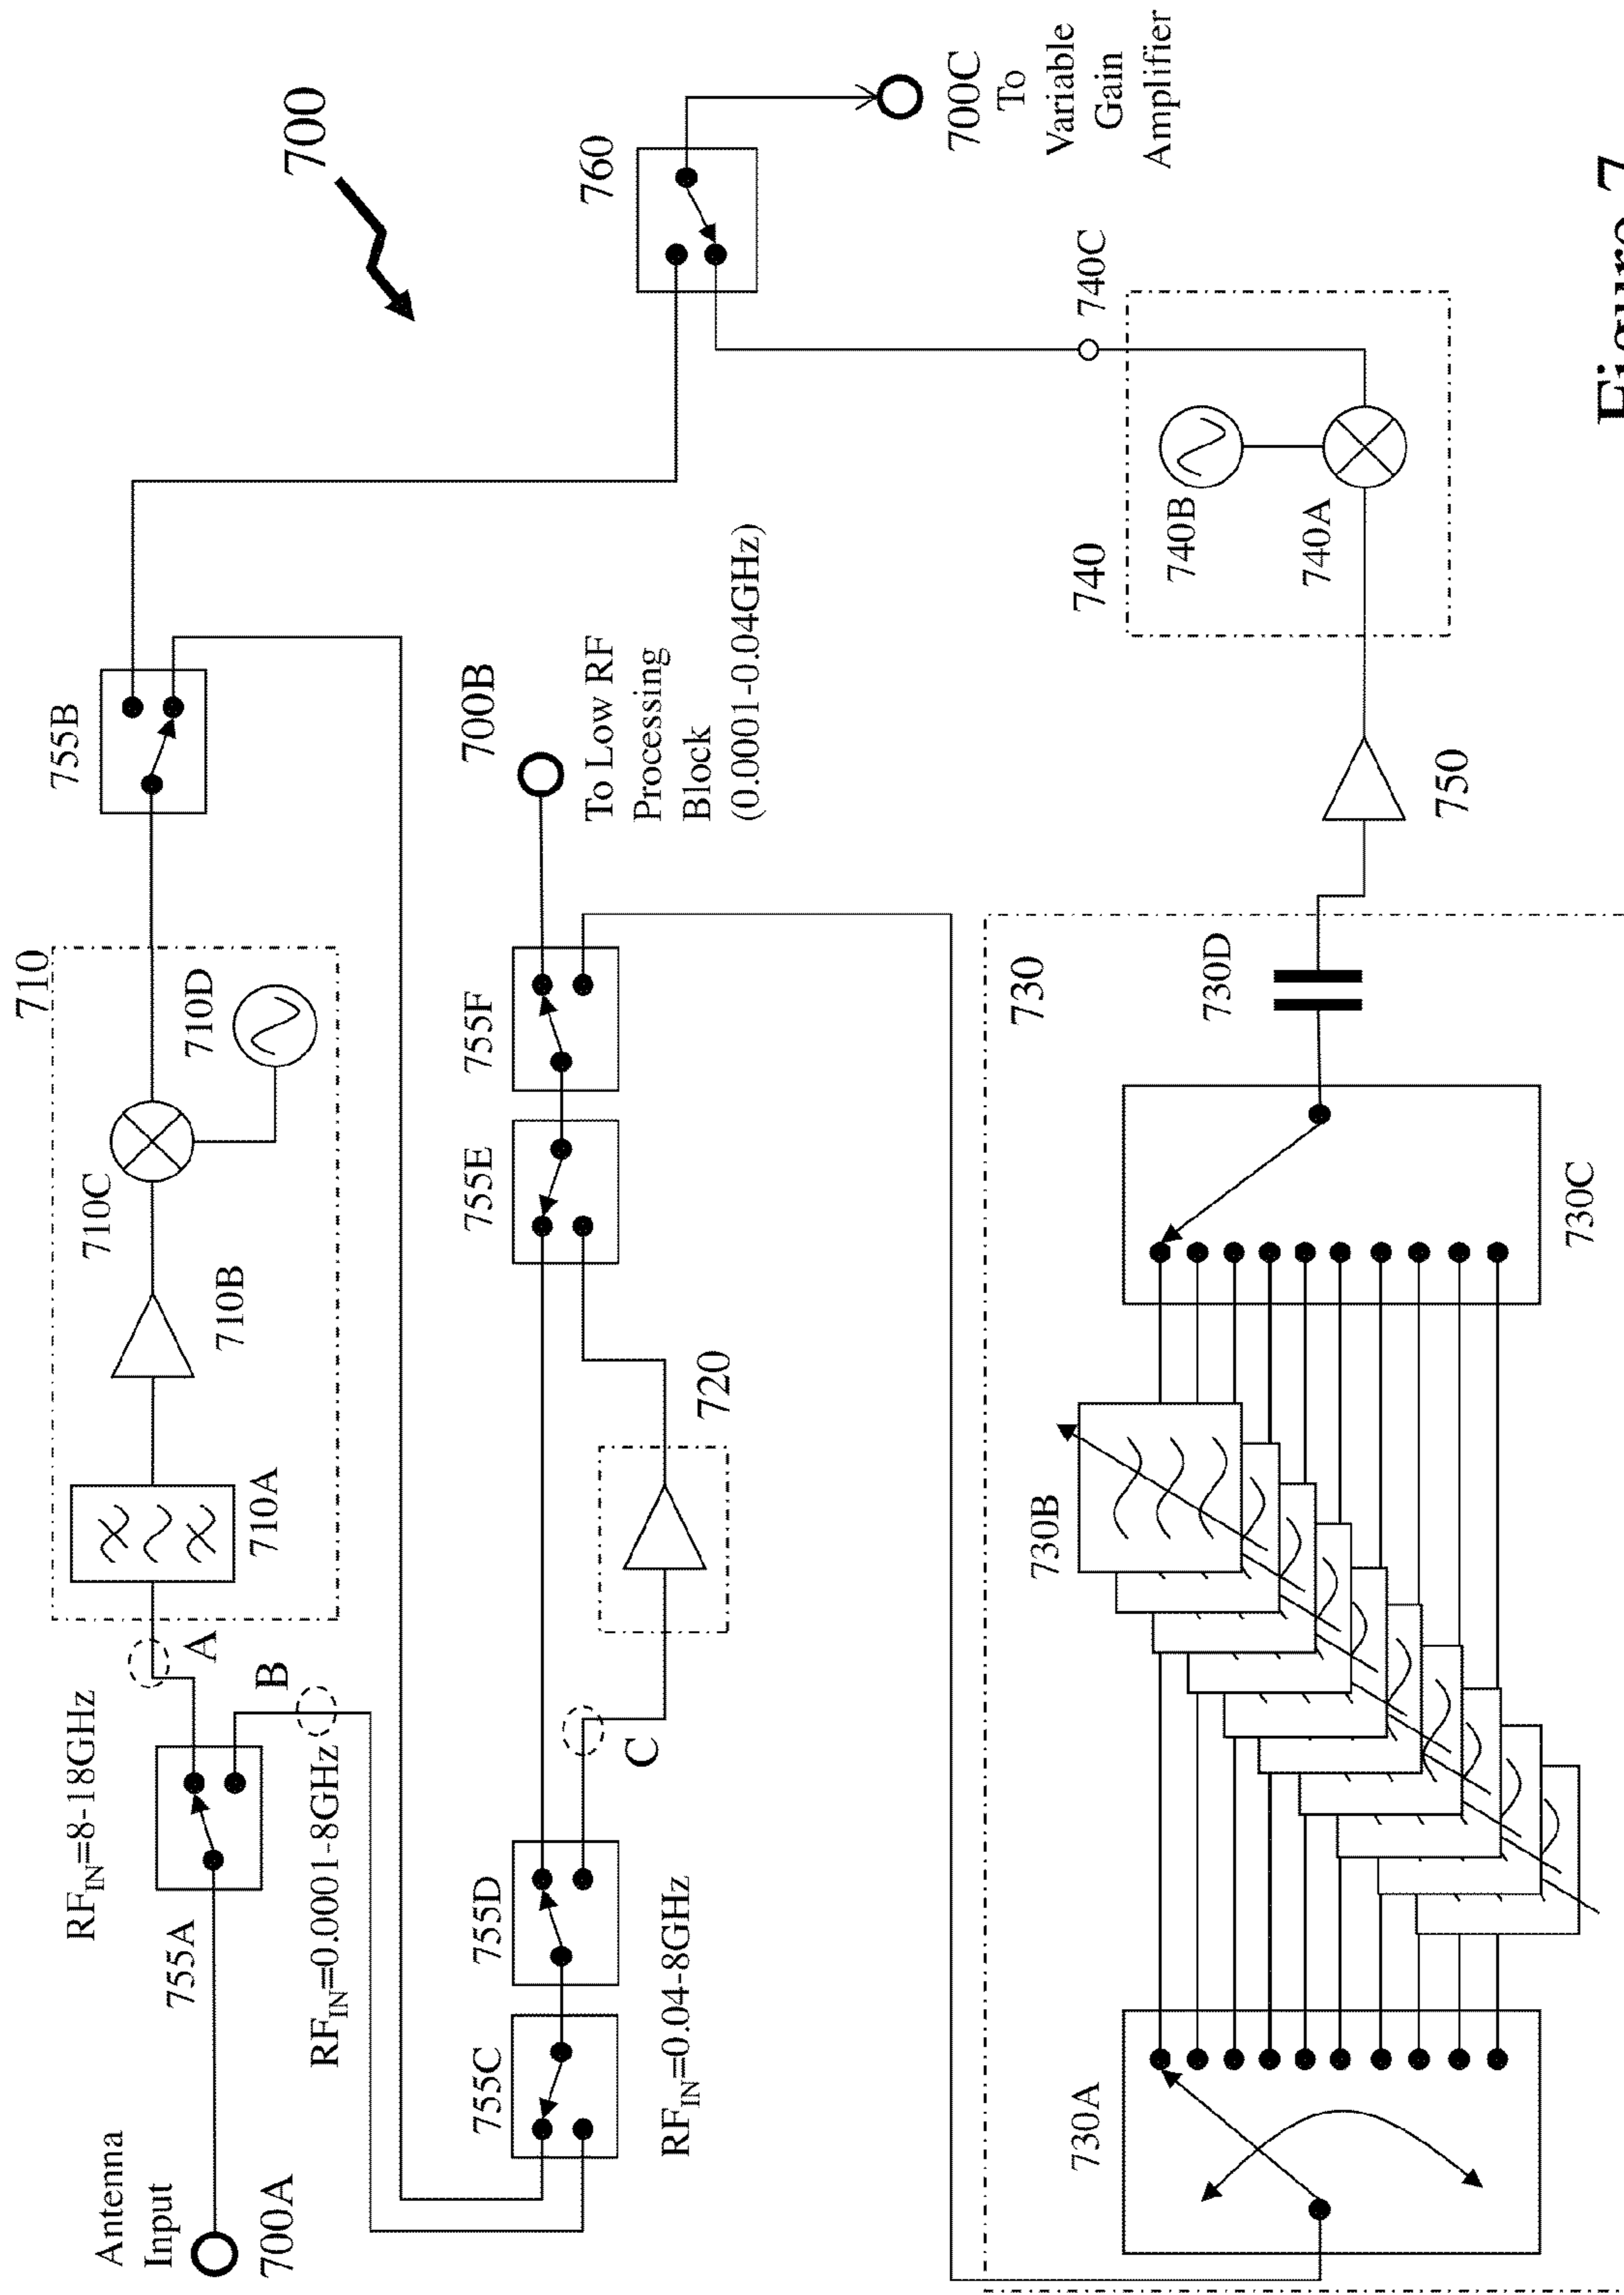 700
Antenna
Input
700A
755A
RF_IN=8-18GHz
A
B
RF_IN=0.0001-8GHz
710
710A
710B
710C
710D
755B
755C
755D
RF_IN=0.04-8GHz
C
720
755E
755F
700B
To Low RF
Processing
Block
(0.0001-0.04GHz)
760
700C
To
Variable
Gain
Amplifier
730
730A
730B
730C
730D
750
740
740A
740B
740C
Figure 7